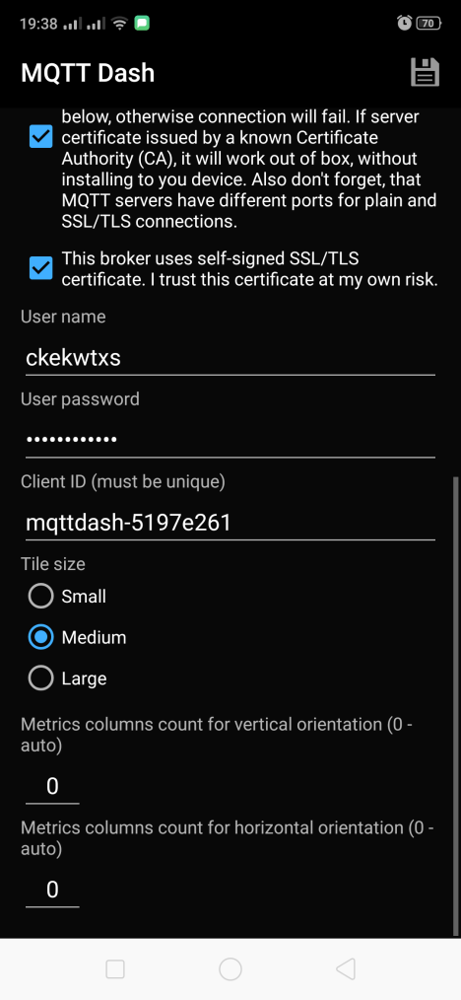 19:38
70
MQTT Dash
below, otherwise connection will fail. If server
certificate issued by a known Certificate
Authority (CA), it will work out of box, without
installing to you device. Also don't forget, that
MQTT servers have different ports for plain and
SSL/TLS connections.
This broker uses self-signed SSL/TLS
certificate. I trust this certificate at my own risk.
User name
ckekwtxs
User password
••••••••••••
Client ID (must be unique)
mqttdash-5197e261
Tile size
Small
Medium
Large
Metrics columns count for vertical orientation (0 -
auto)
0
Metrics columns count for horizontal orientation (0 -
auto)
0